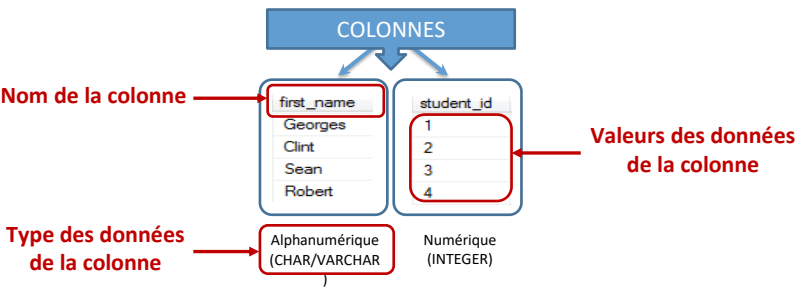 COLONNES
Nom de la colonne
first_name
Georges
Clint
Sean
Robert
student_id
1
2
3
4
Valeurs des données
de la colonne
Type des données
de la colonne
Alphanumérique
(CHAR/VARCHAR
)
Numérique
(INTEGER)